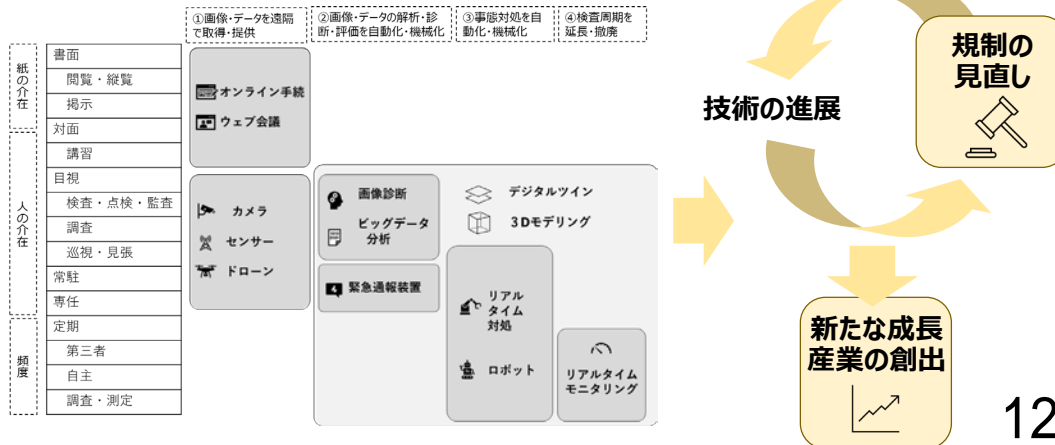 ①画像・データを遠隔
で取得・提供
②画像・データの解析・診
断・評価を自動化・機械化
③事態対処を自
動化・機械化
④検査周期を
延長・撤廃
紙の介在
人の介在
頻度
書面
閲覧・縦覧
掲示
対面
講習
目視
検査・点検・監査
調査
巡視・見張
常駐
専任
定期
第三者
自主
調査・測定
オンライン手続
ウェブ会議
カメラ
センサー
ドローン
画像診断
ビッグデータ
分析
緊急通報装置
デジタルツイン
3Dモデリング
リアル
タイム
対処
ロボット
リアルタイム
モニタリング
技術の進展
規制の
見直し
新たな成長
産業の創出
12